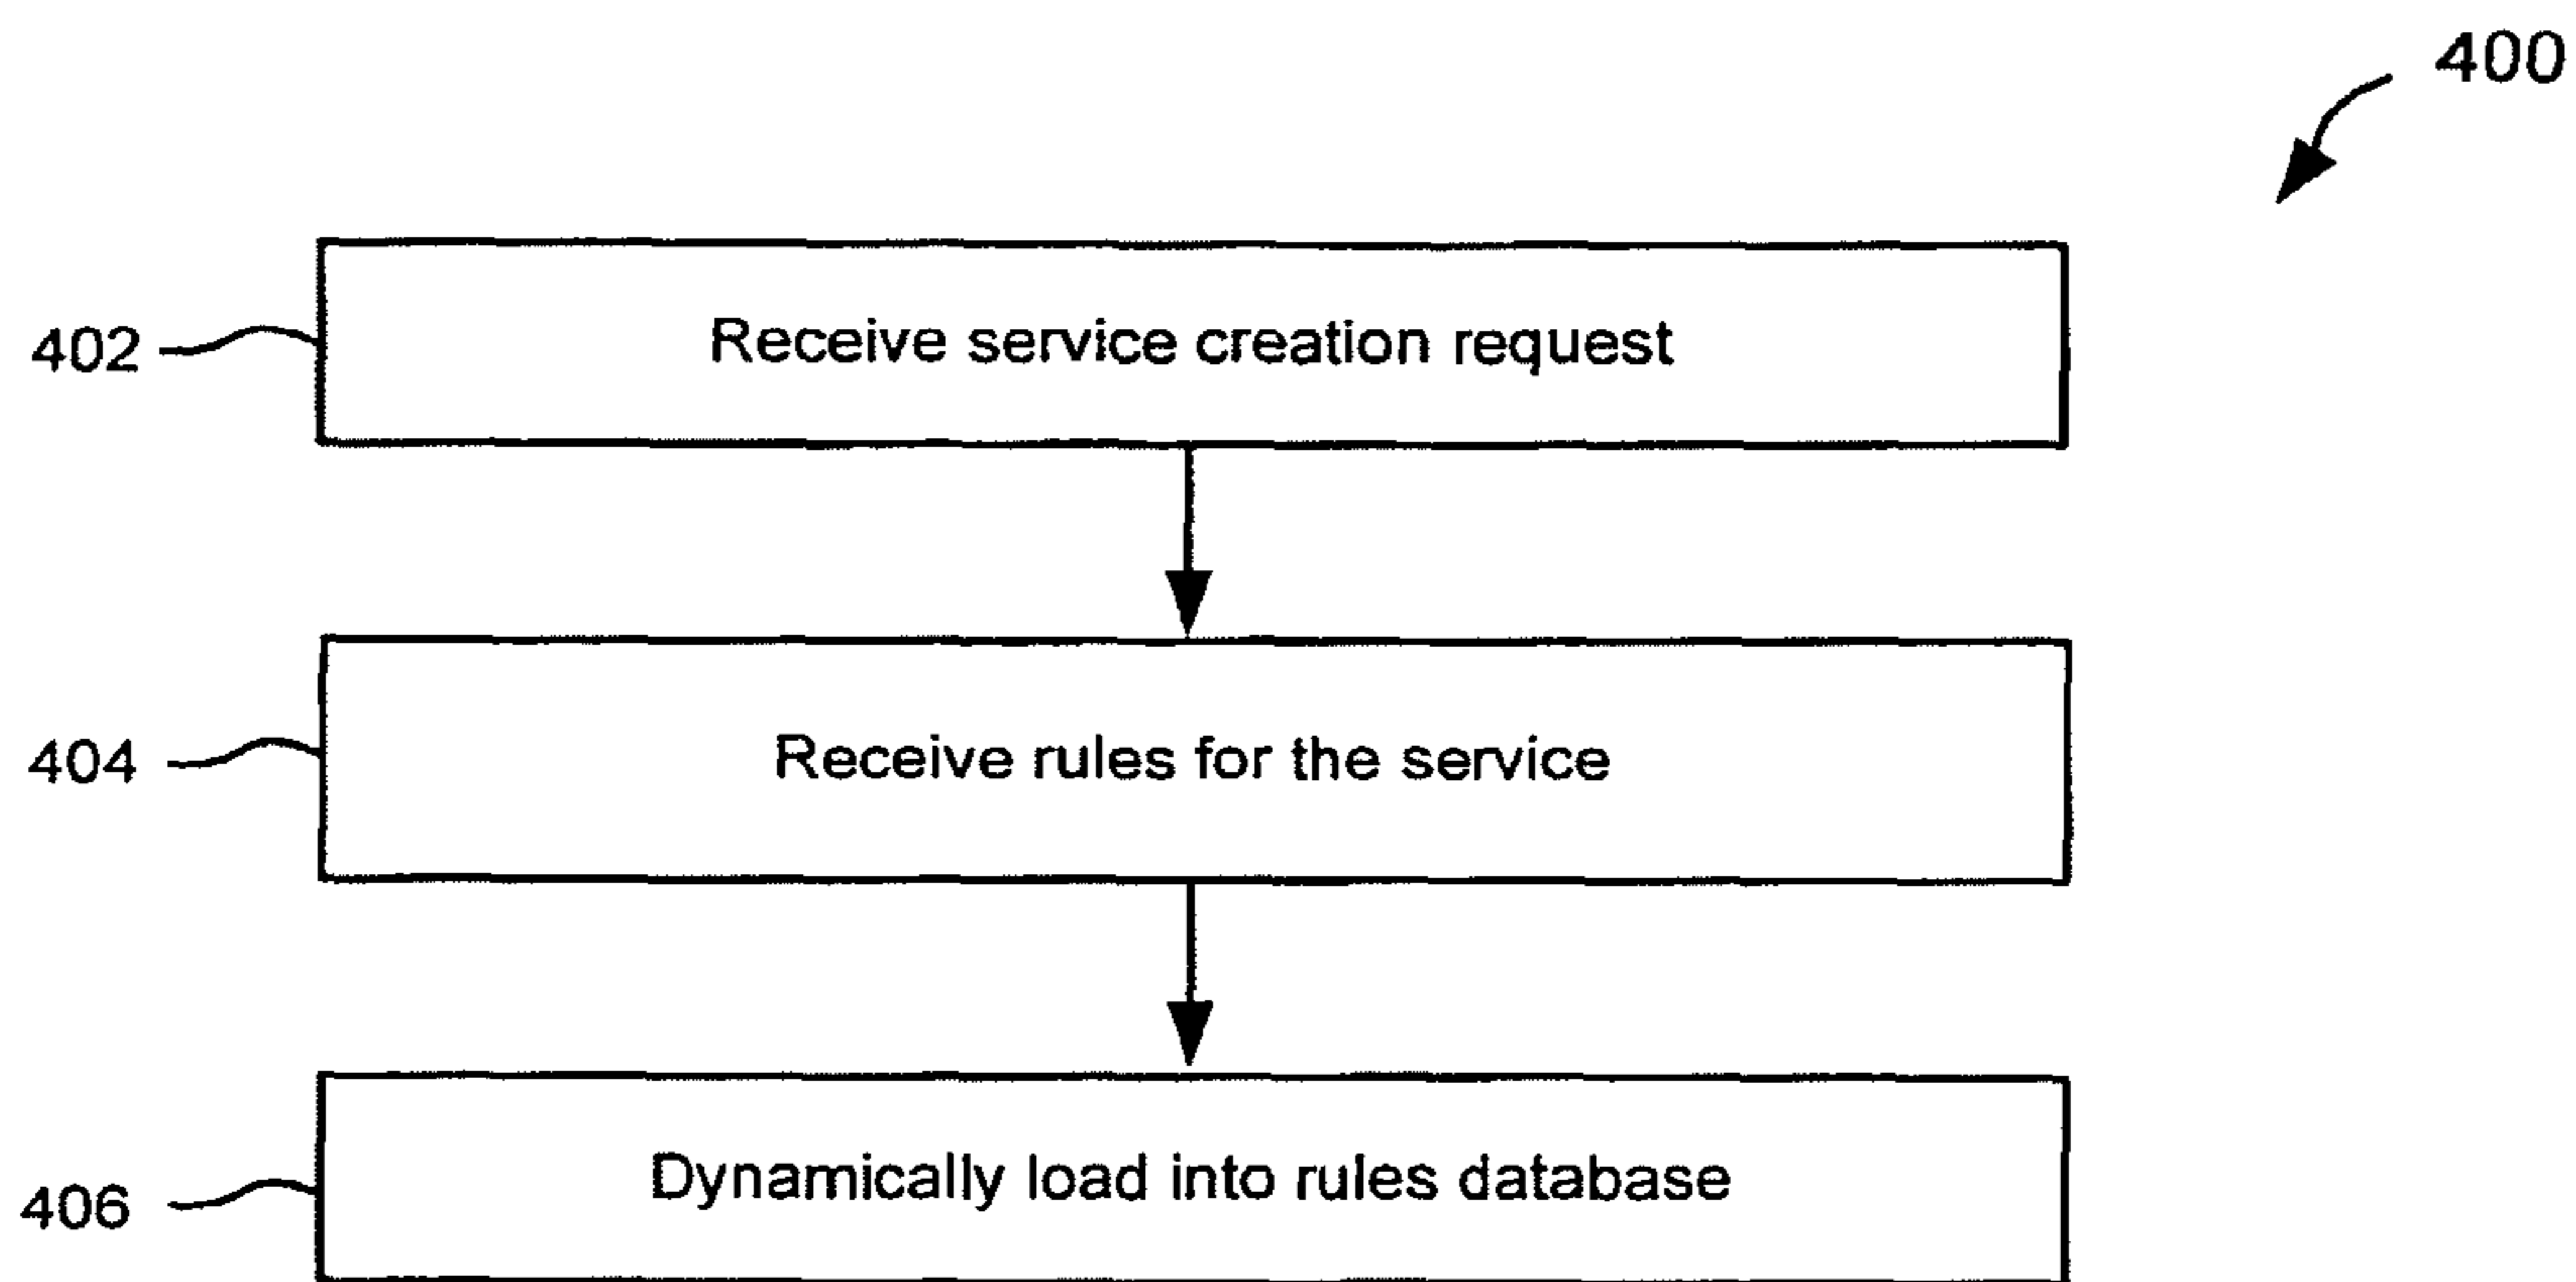 400
402
Receive service creation request
404
Receive rules for the service
406
Dynamically load into rules database